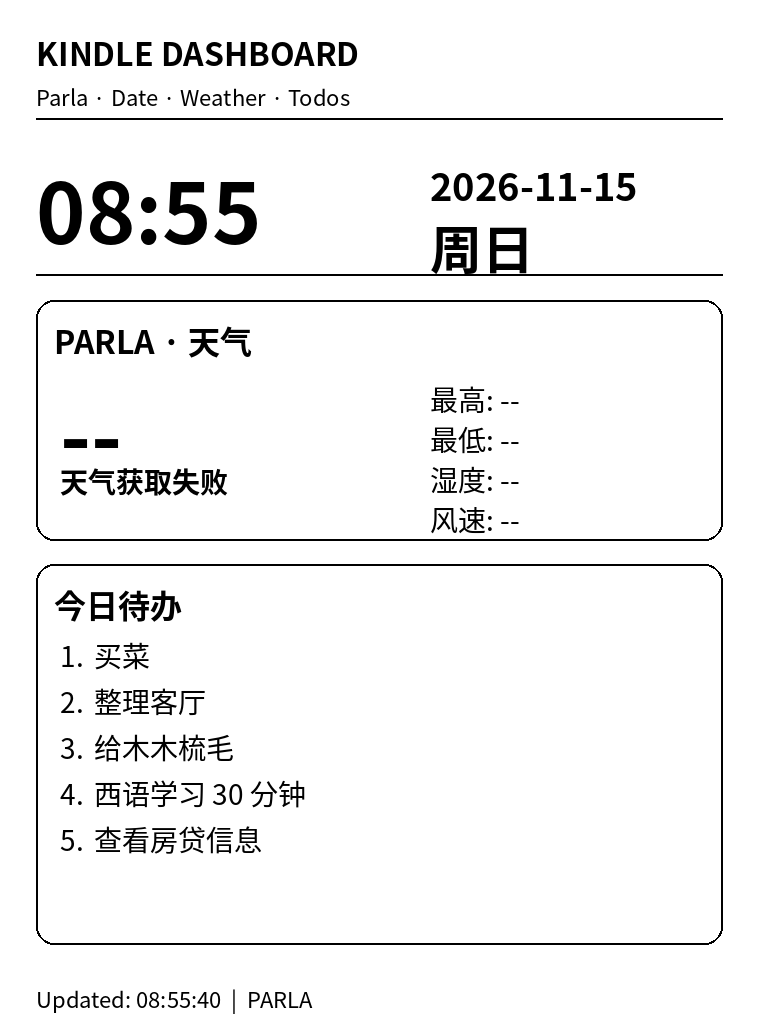 KINDLE DASHBOARD
Parla · Date · Weather · Todos
08:55
2026-11-15
周日
PARLA · 天气
--
天气获取失败
最高: --
最低: --
湿度: --
风速: --
今日待办
1. 买菜
2. 整理客厅
3. 给木木梳毛
4. 西语学习 30 分钟
5. 查看房贷信息
Updated: 08:55:40 | PARLA